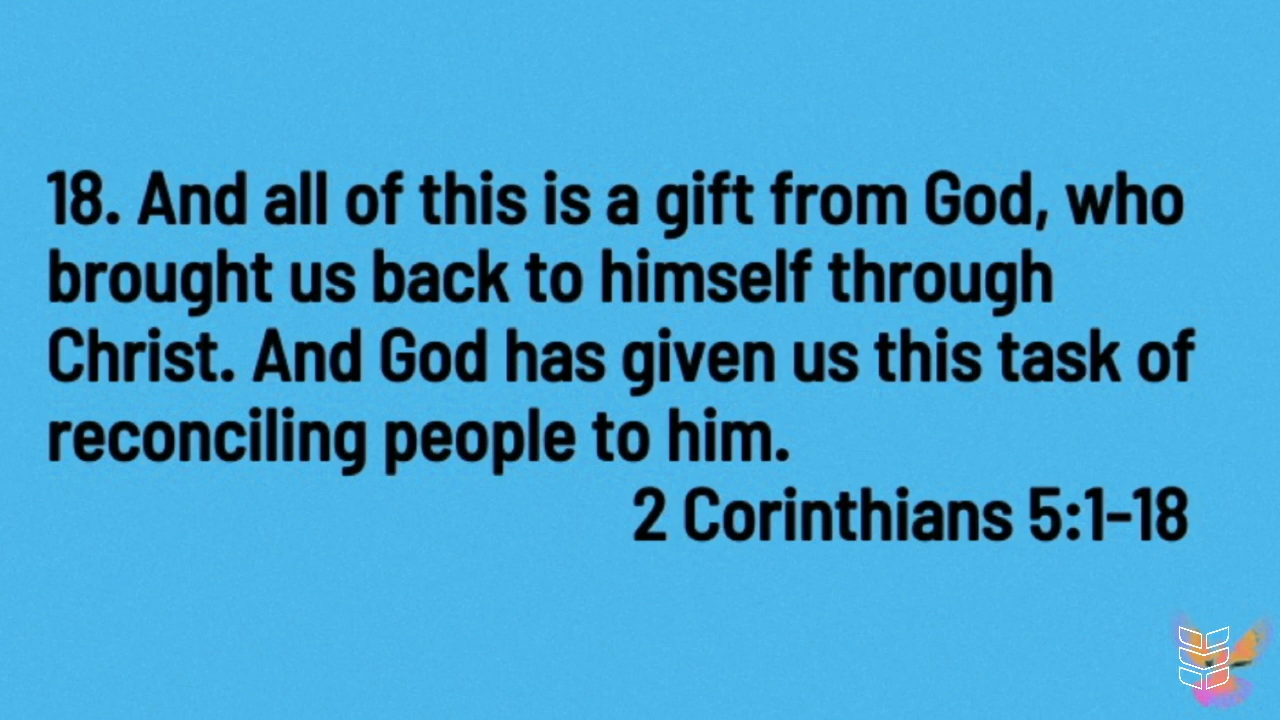 18. And all of this is a gift from God, who
brought us back to himself through
Christ. And God has given us this task of
reconciling people to him.
2 Corinthians 5:1-18